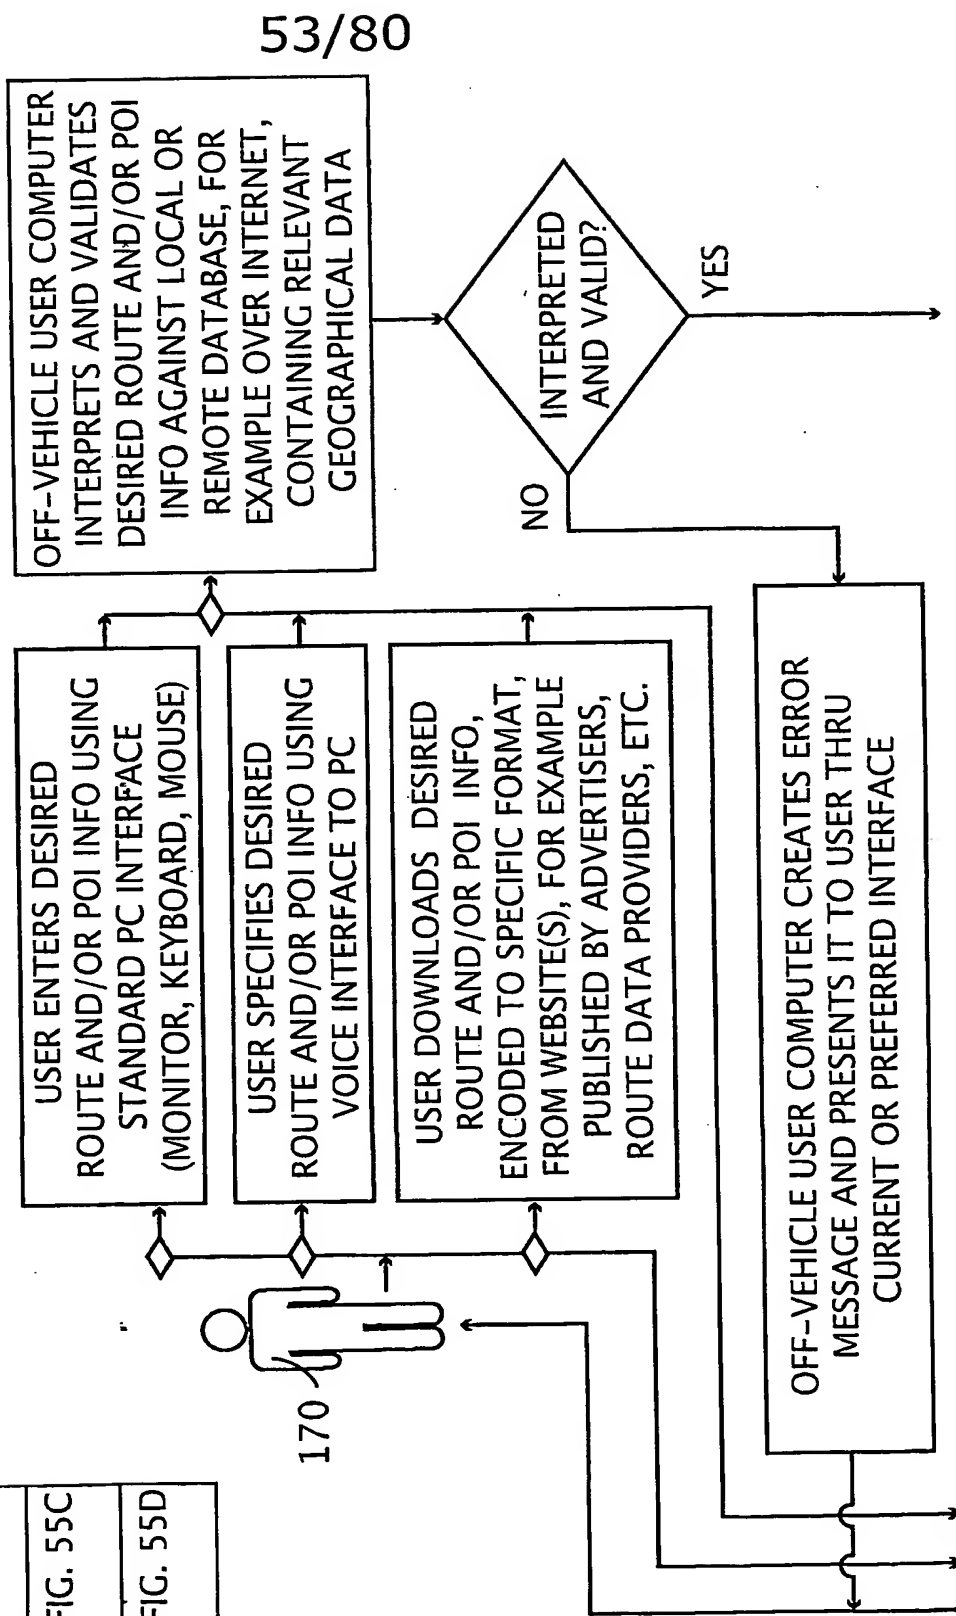 53/80
FIG. 55C
FIG. 55D
170
USER ENTERS DESIRED
ROUTE AND/OR POI INFO USING
STANDARD PC INTERFACE
(MONITOR, KEYBOARD, MOUSE)
USER SPECIFIES DESIRED
ROUTE AND/OR POI INFO USING
VOICE INTERFACE TO PC
USER DOWNLOADS DESIRED
ROUTE AND/OR POI INFO,
ENCODED TO SPECIFIC FORMAT,
FROM WEBSITE(S), FOR EXAMPLE
PUBLISHED BY ADVERTISERS,
ROUTE DATA PROVIDERS, ETC.
OFF-VEHICLE USER COMPUTER
INTERPRETS AND VALIDATES
DESIRED ROUTE AND/OR POI
INFO AGAINST LOCAL OR
REMOTE DATABASE, FOR
EXAMPLE OVER INTERNET,
CONTAINING RELEVANT
GEOGRAPHICAL DATA
INTERPRETED
AND VALID?
NO
YES
OFF-VEHICLE USER COMPUTER CREATES ERROR
MESSAGE AND PRESENTS IT TO USER THRU
CURRENT OR PREFERRED INTERFACE